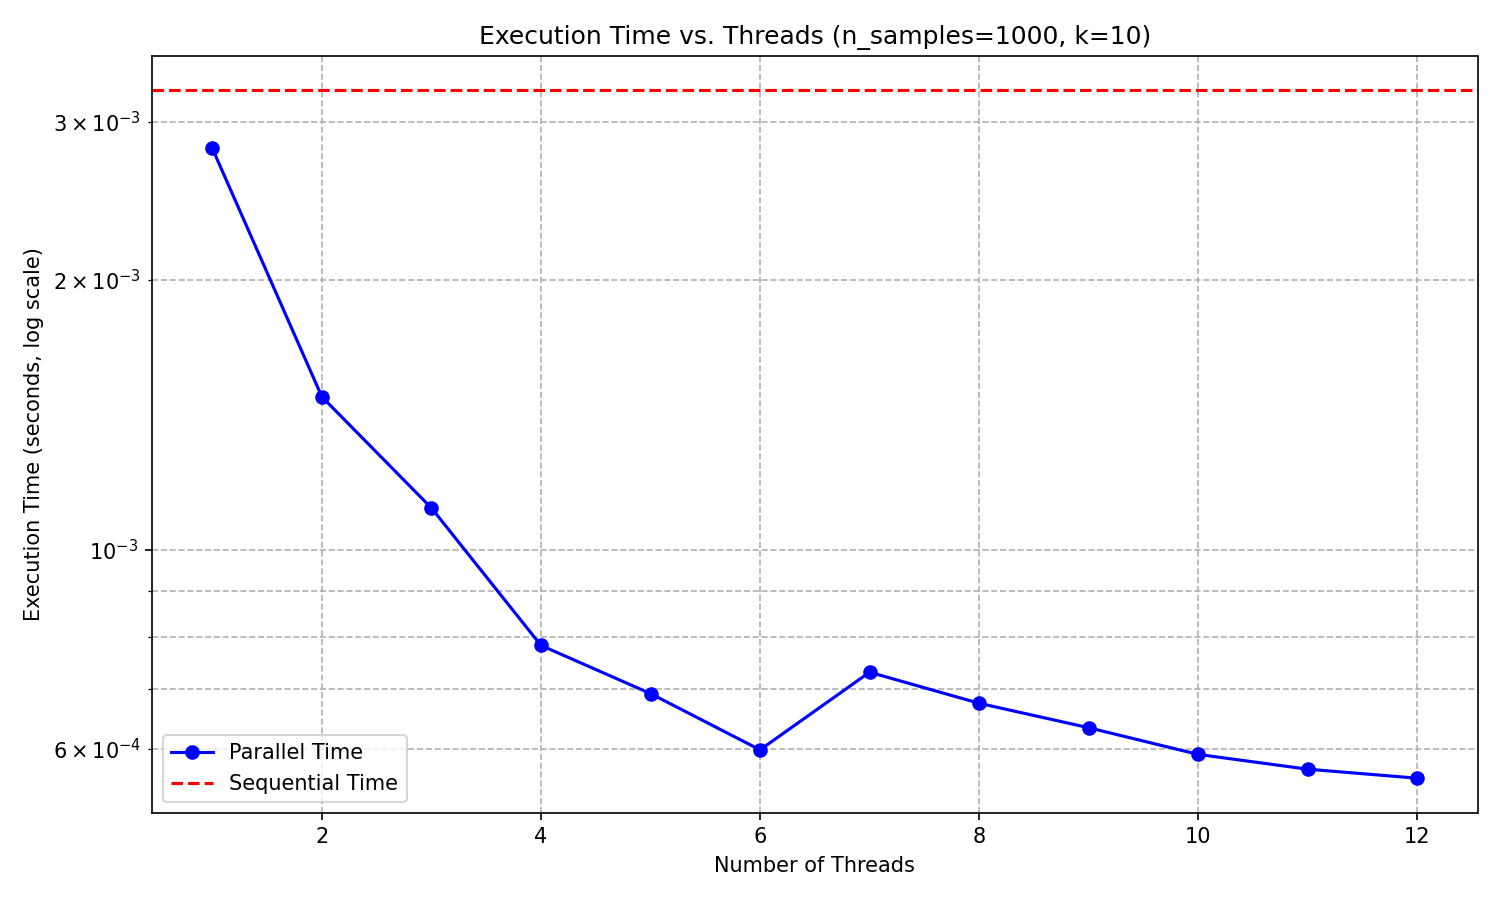 Execution Time vs. Threads (n_samples=1000, k=10)
Execution Time (seconds, log scale)
3 × 10⁻³
2 × 10⁻³
10⁻³
6 × 10⁻⁴
Parallel Time
Sequential Time
2 4 6 8 10 12
Number of Threads